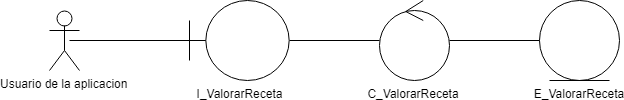 Usuario de la aplicacion
I_ValorarReceta
C_ValorarReceta
E_ValorarReceta